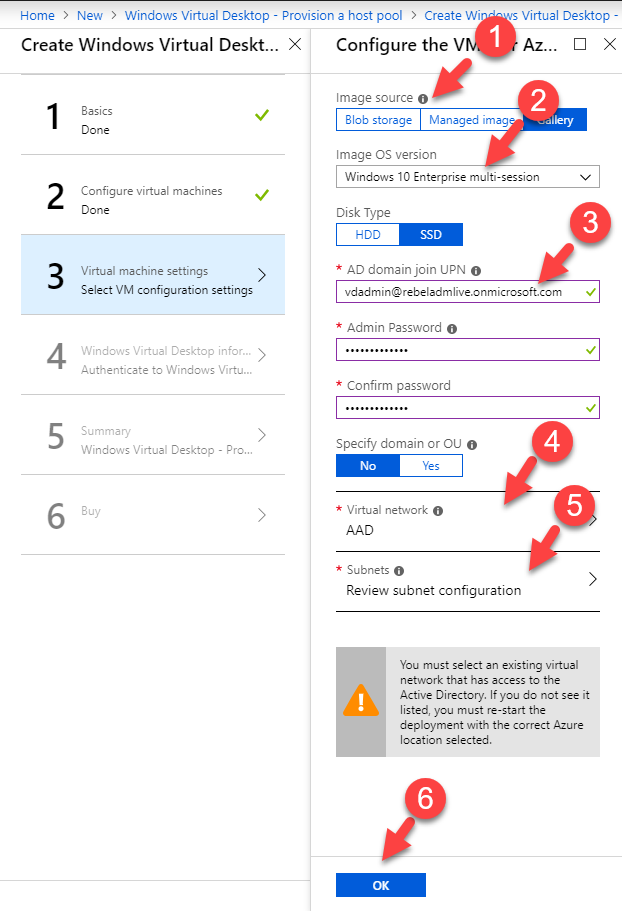 Home > New > Windows Virtual Desktop - Provision a host pool > Create Windows Virtual Desktop -
Create Windows Virtual Deskt...
1
Basics
Done
2
Configure virtual machines
Done
3
Virtual machine settings
Select VM configuration settings
4
Windows Virtual Desktop infor...
Authenticate to Windows Virtu...
5
Summary
Windows Virtual Desktop - Pro...
6
Buy
Configure the VM Az...
1
Image source
2
Blob storage Managed image Gallery
Image OS version
Windows 10 Enterprise multi-session
Disk Type
3
HDD SSD
* AD domain join UPN
vdadmin@rebeladmlive.onmicrosoft.com
* Admin Password
•••••••••••••
* Confirm password
•••••••••••••
Specify domain or OU
4
No Yes
5
* Virtual network
AAD
* Subnets
Review subnet configuration
You must select an existing virtual
network that has access to the
Active Directory. If you do not see it
listed, you must re-start the
deployment with the correct Azure
location selected.
6
OK